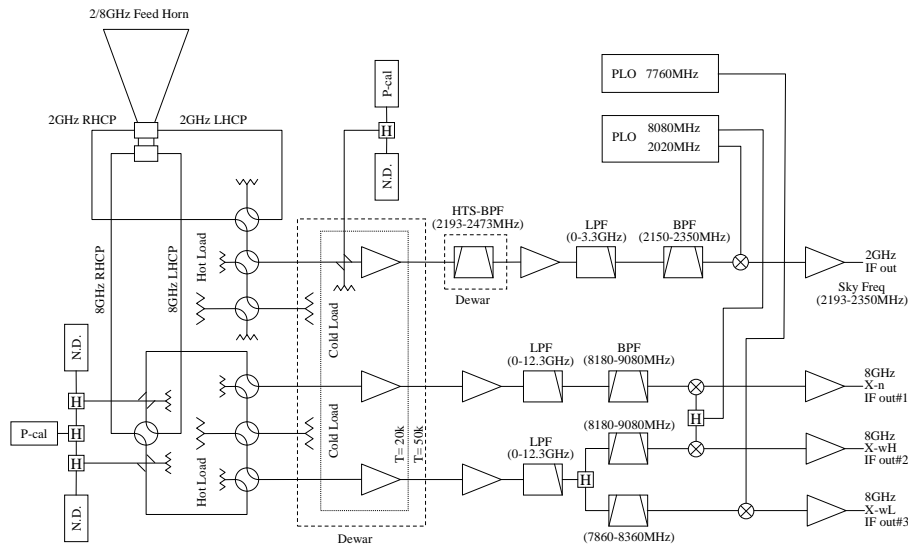 2/8GHz Feed Horn
2GHz RHCP
2GHz LHCP
8GHz RHCP
8GHz LHCP
P-cal
H
N.D.
PLO 7760MHz
PLO 8080MHz
2020MHz
HTS-BPF
(2193-2473MHz)
Dewar
LPF
(0-3.3GHz)
BPF
(2150-2350MHz)
2GHz
IF out
Sky Freq
(2193-2350MHz)
Hot Load
Cold Load
LPF
(0-12.3GHz)
BPF
(8180-9080MHz)
8GHz
X-n
IF out#1
N.D.
H
P-cal
H
H
N.D.
Hot Load
Cold Load
T= 20k
T= 50k
Dewar
LPF
(0-12.3GHz)
H
H
(8180-9080MHz)
8GHz
X-wH
IF out#2
(7860-8360MHz)
8GHz
X-wL
IF out#3